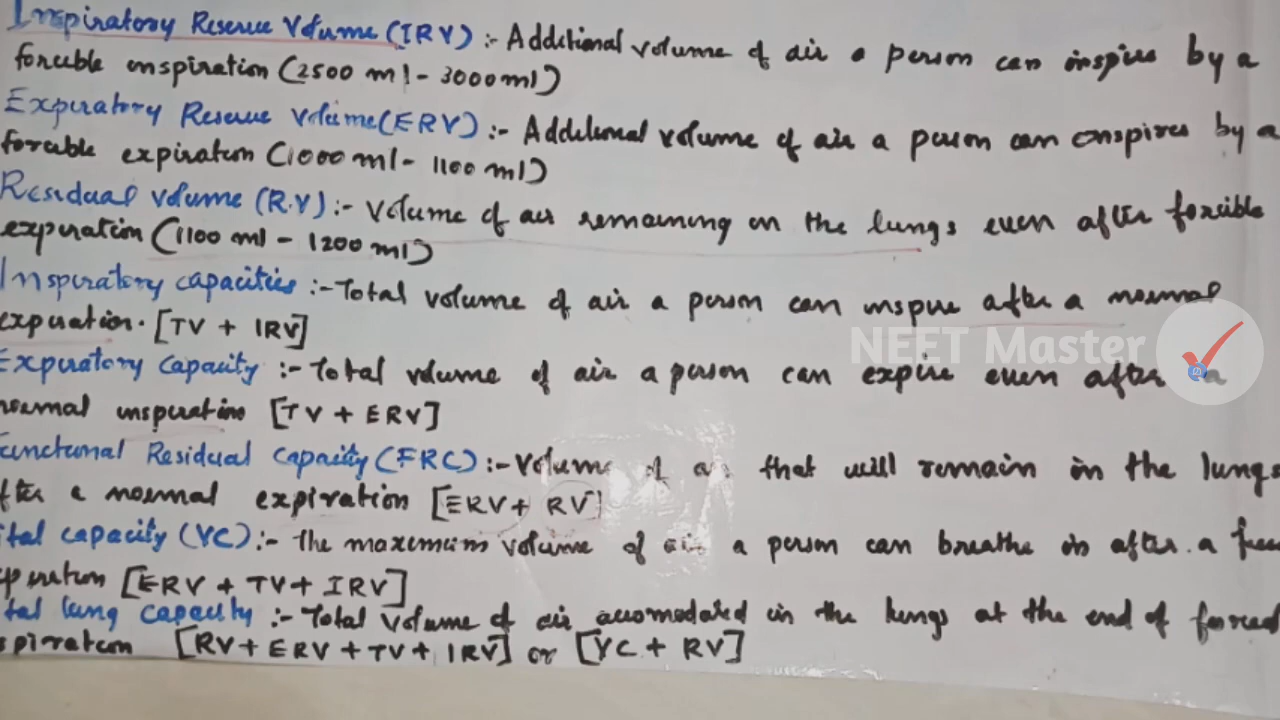 Inspiratory Reserve Volume (IRV) :- Additional volume of air a person can inspire by a
forcible inspiration (2500 ml - 3000 ml)
Expiratory Reserve Volume (ERV) :- Additional volume of air a person can conspires by a
forcible expiration (1000 ml - 1100 ml)
Residual volume (R.V) :- Volume of air remaining in the lungs even after forcible
experation (1100 ml - 1200 ml)
Inspiratory capacities :- Total volume of air a person can inspire after a normal
expiration. [TV + IRV]
Expiratory Capacity :- Total volume of air a person can expire even after a
normal inspiration [TV + ERV]
NEET Master
Functional Residual Capacity (FRC) :- Volume of air that will remain in the lungs
after a normal expiration [ERV + RV]
ital capacity (VC) :- The maximum volume of air a person can breathe in after a
piration [ERV + TV + IRV]
tal lung capacity :- Total volume of air accomodated in the lungs at the end of forced
spiration [RV + ERV + TV + IRV] or [VC + RV]